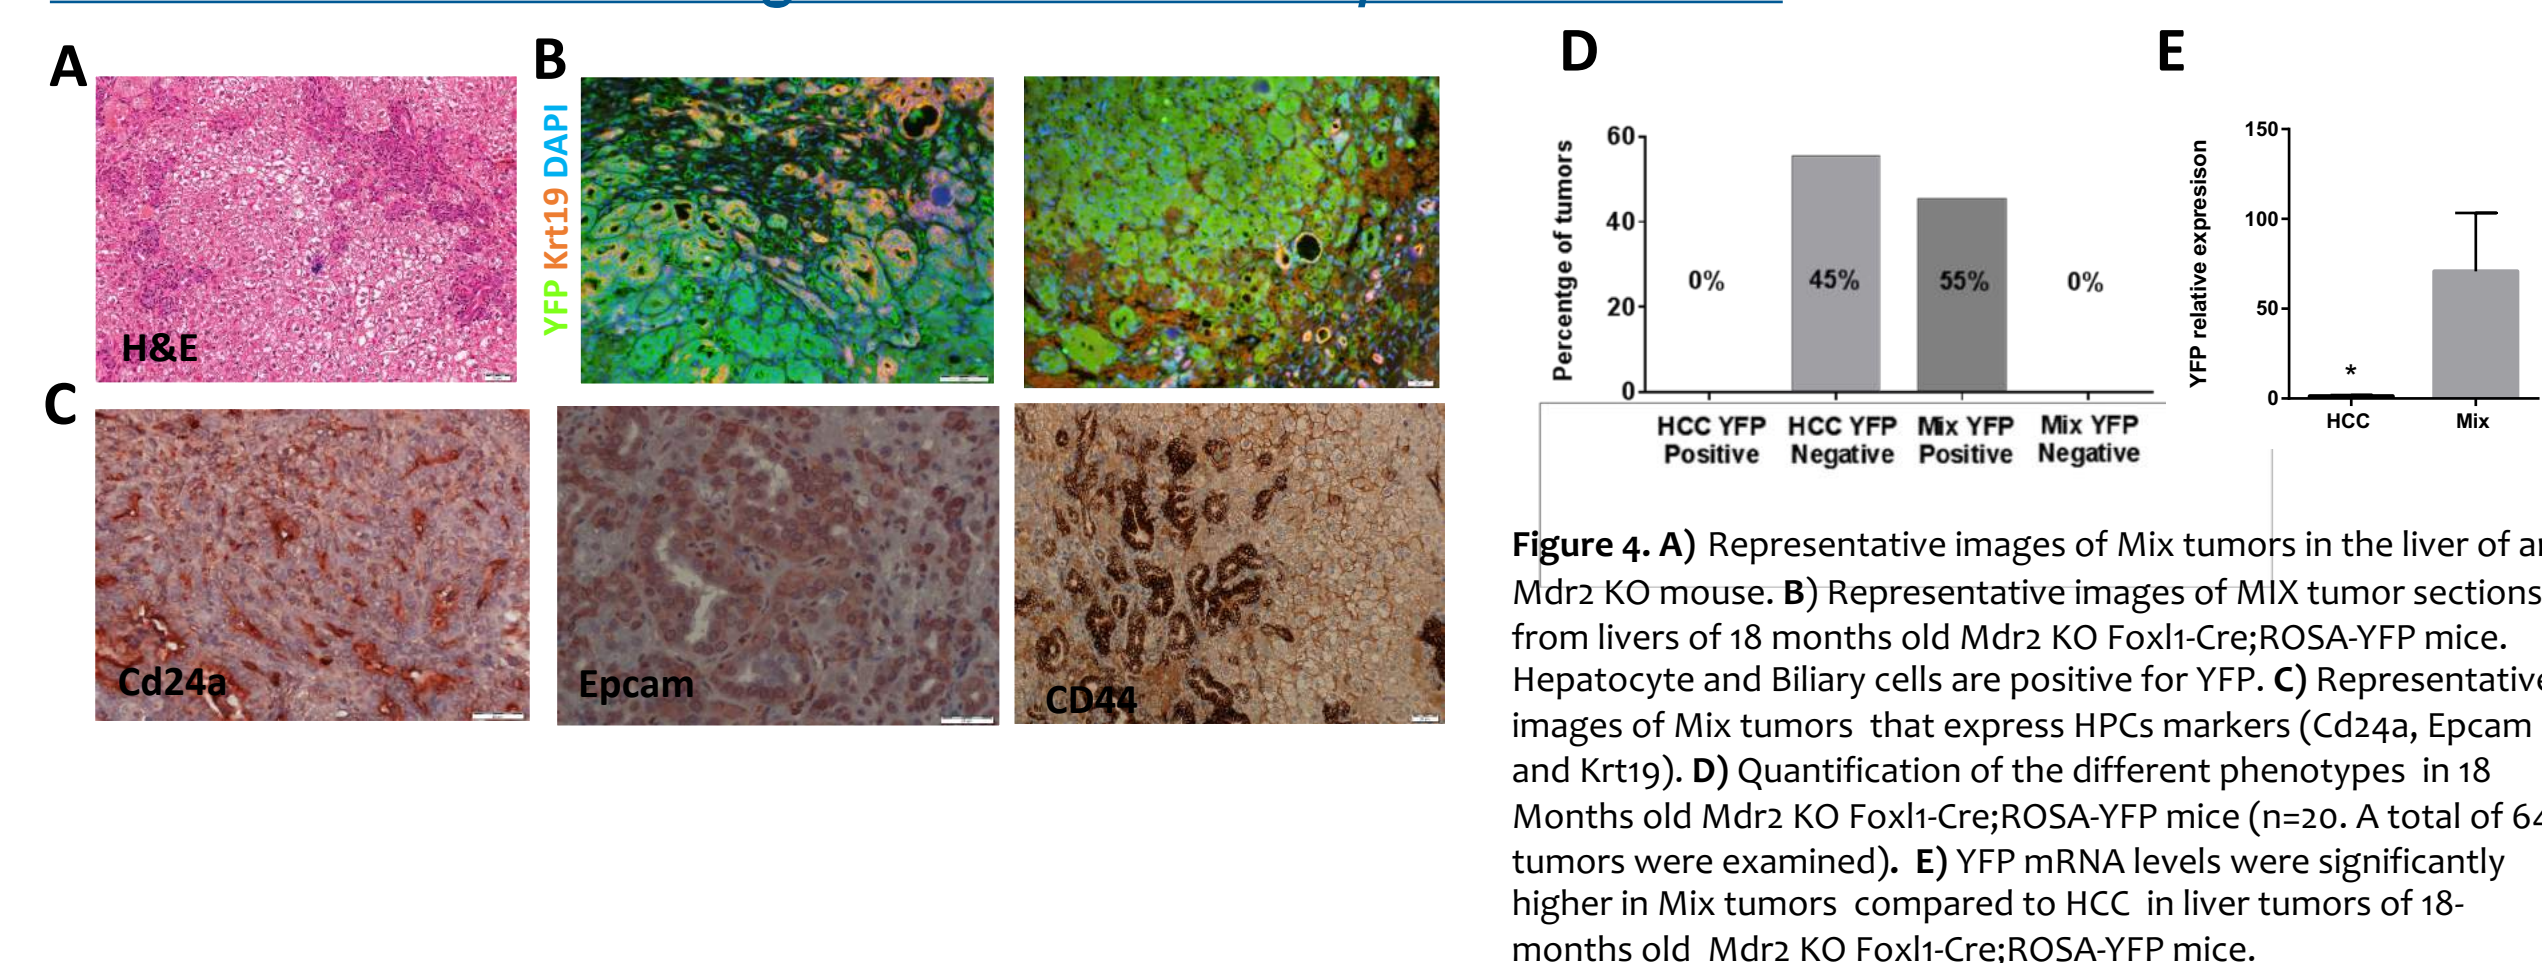 A
B
D
E
YFP Krt19 DAPI
H&E
C
Cd24a
Epcam
CD44
Percentge of tumors
60
40
20
0
0%
45%
55%
0%
HCC YFP Positive
HCC YFP Negative
Mix YFP Positive
Mix YFP Negative
YFP relative expresison
150
100
50
0
*
HCC
Mix
Figure 4. A) Representative images of Mix tumors in the liver of
Mdr2 KO mouse. B) Representative images of MIX tumor sections
from livers of 18 months old Mdr2 KO Foxl1-Cre;ROSA-YFP mice.
Hepatocyte and Biliary cells are positive for YFP. C) Representative
images of Mix tumors that express HPCs markers (Cd24a, Epcam
and Krt19). D) Quantification of the different phenotypes in 18
Months old Mdr2 KO Foxl1-Cre;ROSA-YFP mice (n=20. A total of 64
tumors were examined). E) YFP mRNA levels were significantly
higher in Mix tumors compared to HCC in liver tumors of 18-
months old Mdr2 KO Foxl1-Cre;ROSA-YFP mice.